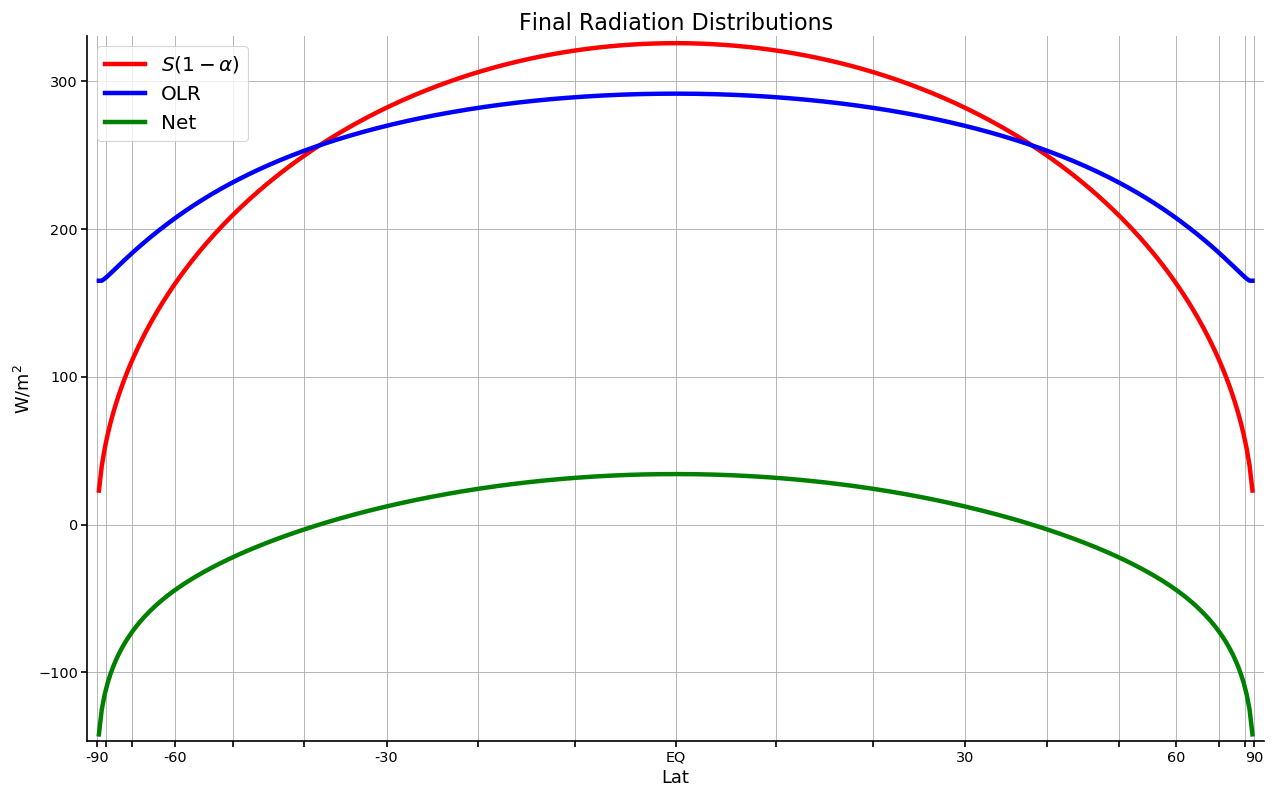 Final Radiation Distributions
S(1 − α)
OLR
Net
300
200
100
0
−100
W/m²
-90
-60
-30
EQ
30
60
90
Lat